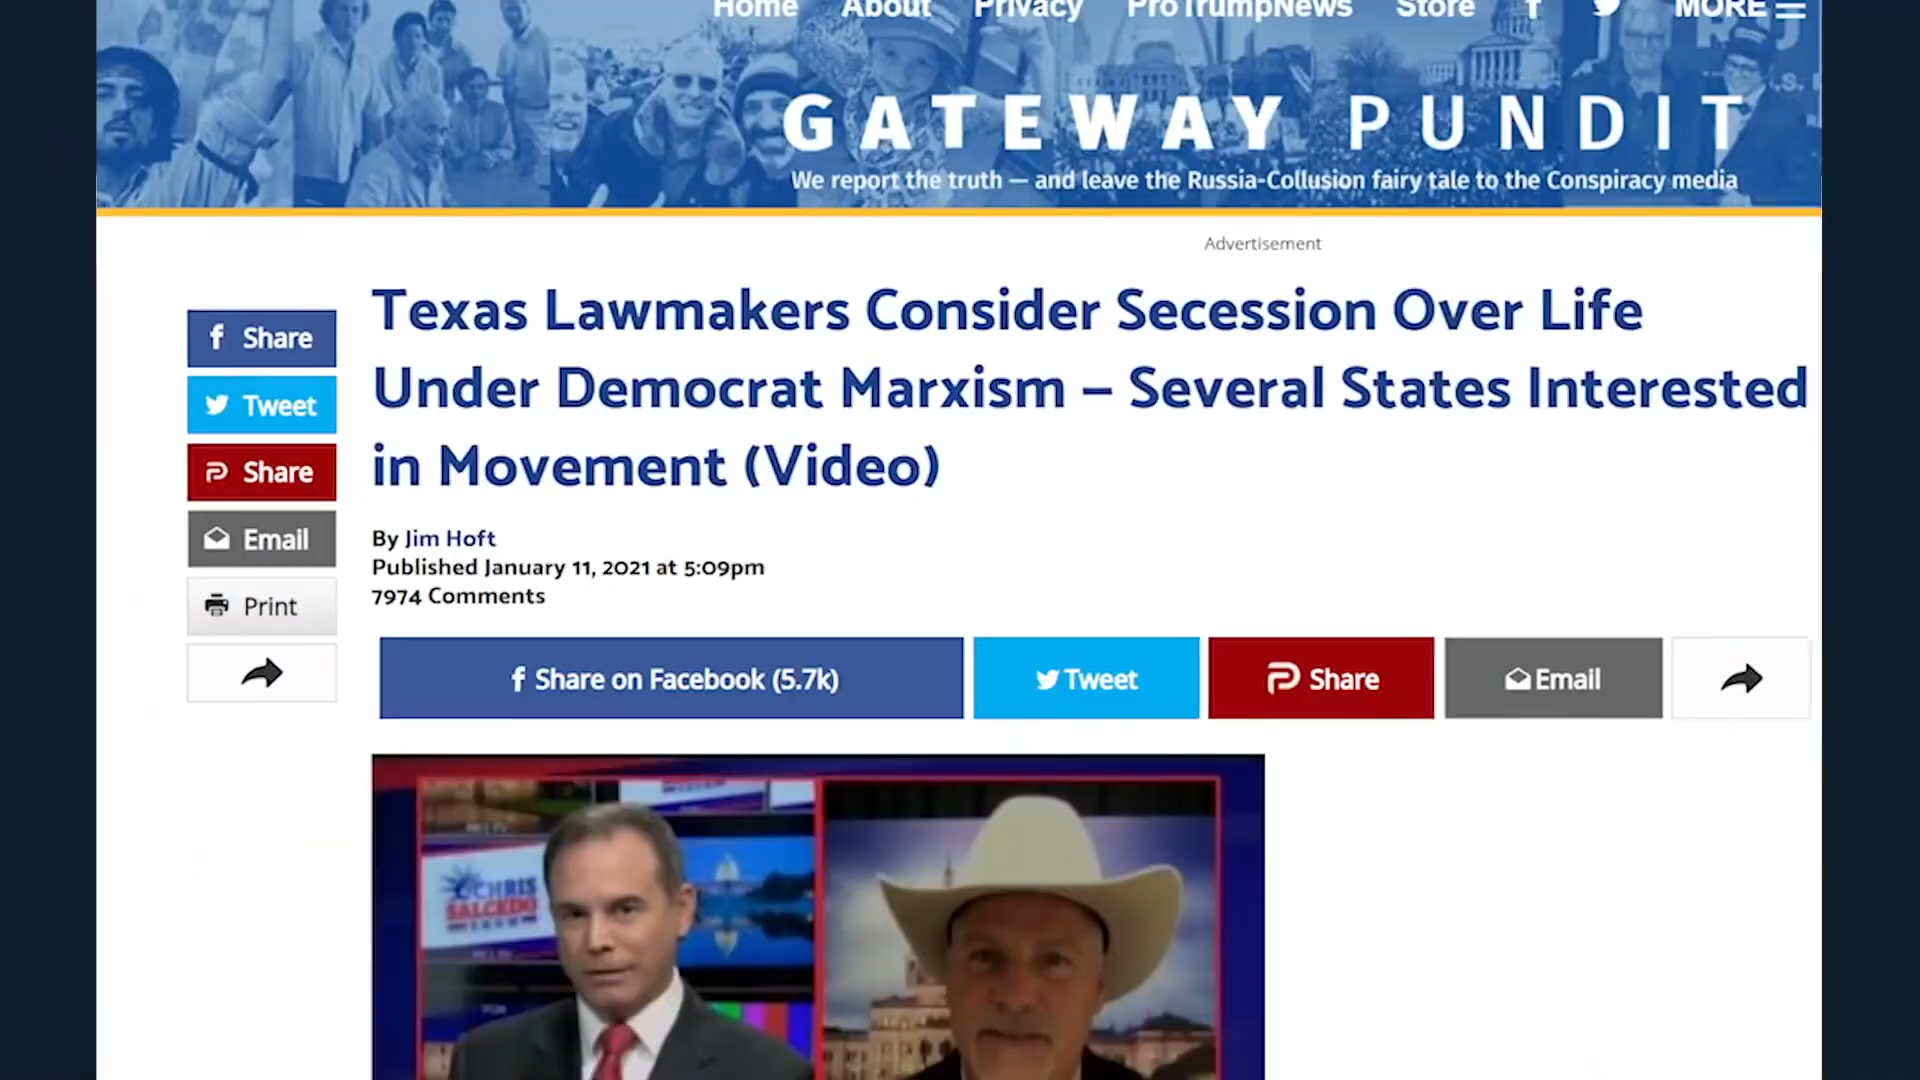 Home About Privacy ProTrumpNews Store MORE
GATEWAY PUNDIT
We report the truth — and leave the Russia-Collusion fairy tale to the Conspiracy media
Advertisement
Texas Lawmakers Consider Secession Over Life
Under Democrat Marxism – Several States Interested
in Movement (Video)
By Jim Hoft
Published January 11, 2021 at 5:09pm
7974 Comments
Share
Tweet
Share
Email
Print
Share on Facebook (5.7k)
Tweet
Share
Email
CHRIS
SALCEDO